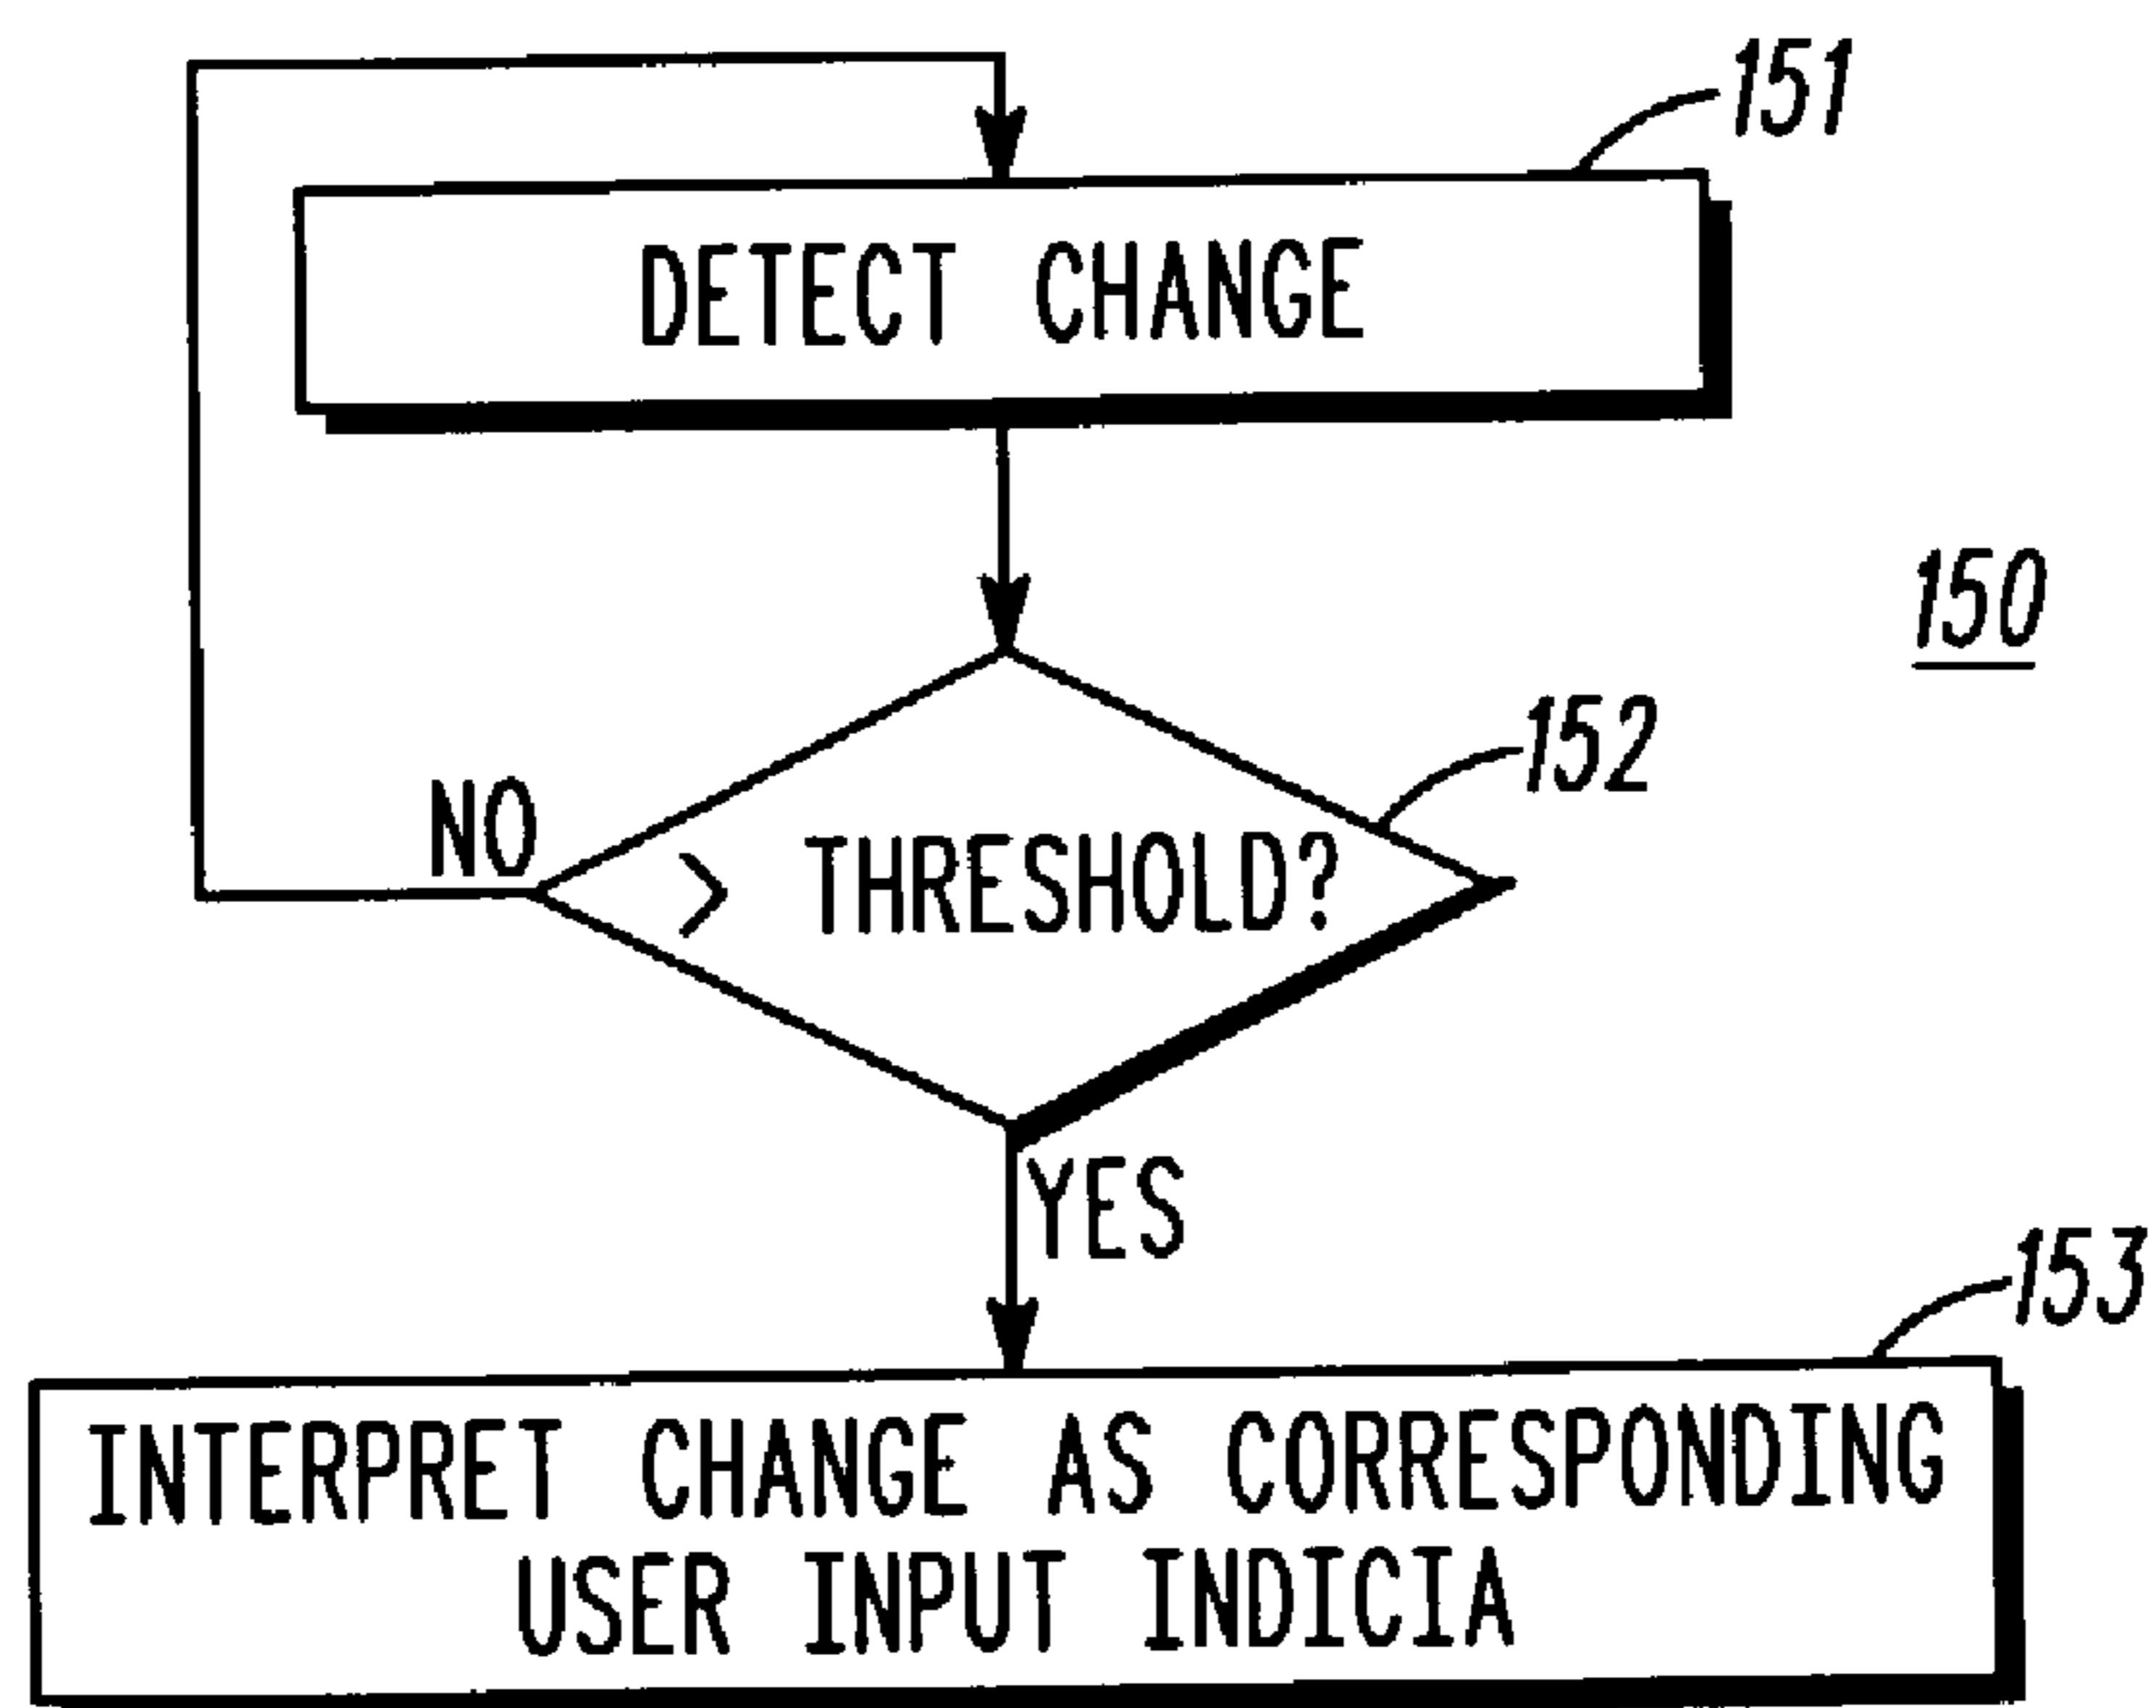 151
DETECT CHANGE
150
152
NO
> THRESHOLD?
YES
153
INTERPRET CHANGE AS CORRESPONDING
USER INPUT INDICIA